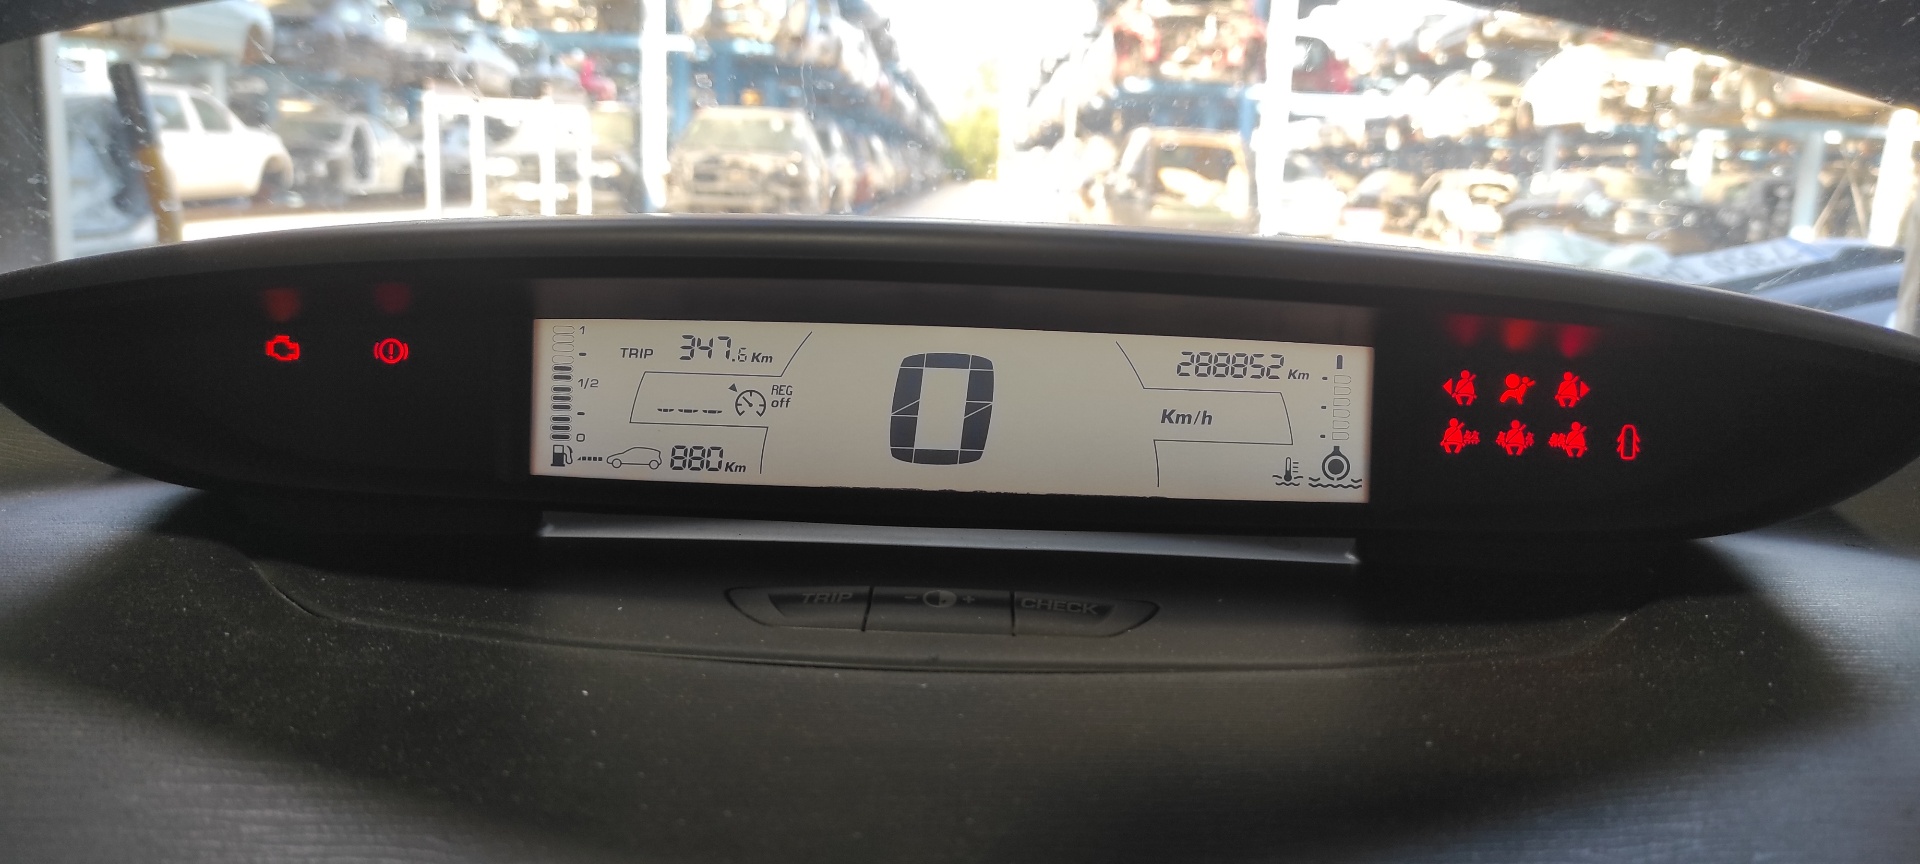 1
TRIP 347.6 Km
1/2
REG
off
----
0
880 Km
0
288852 Km
Km/h
TRIP - + CHECK